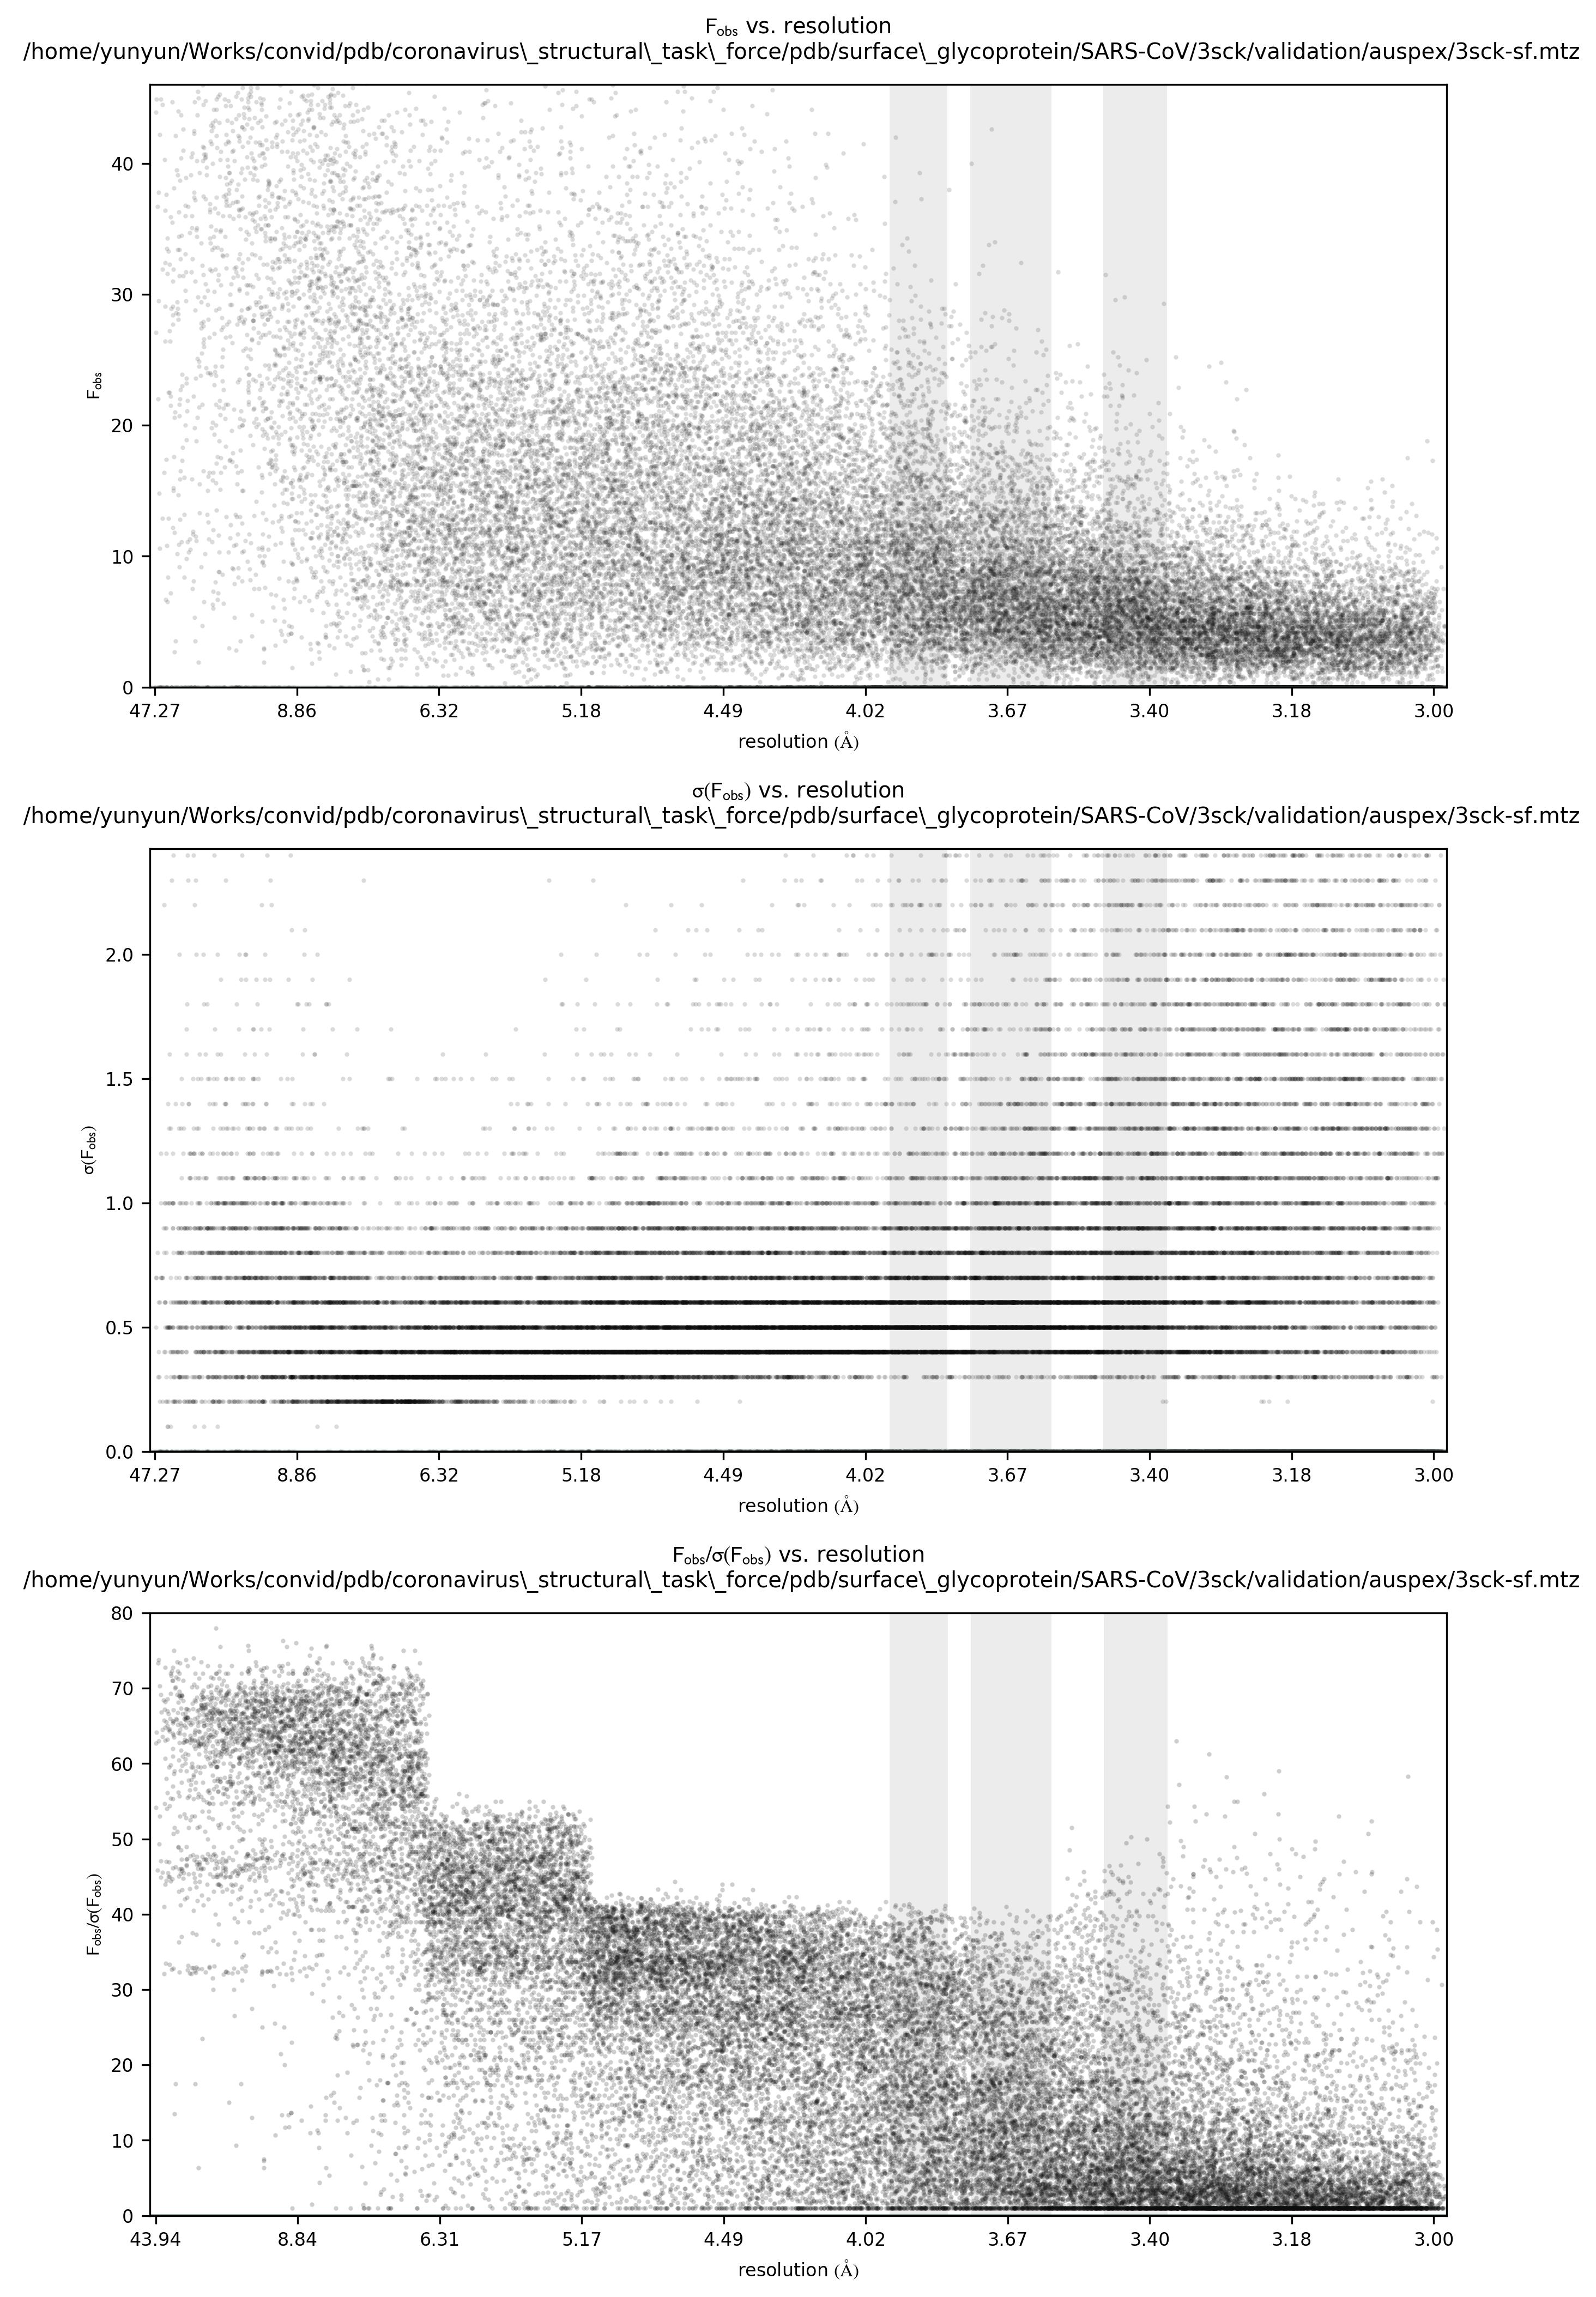 Fobs vs. resolution
/home/yunyun/Works/convid/pdb/coronavirus\_structural\_task\_force/pdb/surface\_glycoprotein/SARS-CoV/3sck/validation/auspex/3sck-sf.mtz
40
30
20
10
0
Fobs
47.27 8.86 6.32 5.18 4.49 4.02 3.67 3.40 3.18 3.00
resolution (Å)
σ(Fobs) vs. resolution
/home/yunyun/Works/convid/pdb/coronavirus\_structural\_task\_force/pdb/surface\_glycoprotein/SARS-CoV/3sck/validation/auspex/3sck-sf.mtz
2.0
1.5
1.0
0.5
0.0
σ(Fobs)
47.27 8.86 6.32 5.18 4.49 4.02 3.67 3.40 3.18 3.00
resolution (Å)
Fobs/σ(Fobs) vs. resolution
/home/yunyun/Works/convid/pdb/coronavirus\_structural\_task\_force/pdb/surface\_glycoprotein/SARS-CoV/3sck/validation/auspex/3sck-sf.mtz
80
70
60
50
40
30
20
10
0
Fobs/σ(Fobs)
43.94 8.84 6.31 5.17 4.49 4.02 3.67 3.40 3.18 3.00
resolution (Å)